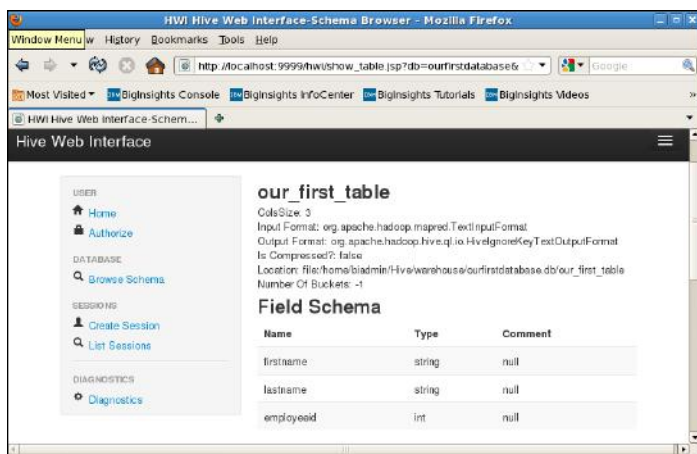 HWI Hive Web Interface-Schema Browser - Mozilla Firefox
Window Menu w History Bookmarks Tools Help
http://localhost:9999/hwi/show_table.jsp?db=ourfirstdatabase& Google
Most Visited BigInsights Console BigInsights InfoCenter BigInsights Tutorials BigInsights Videos »
HWI Hive Web Interface-Schem...
Hive Web Interface
USER
Home
Authorize
DATABASE
Browse Schema
SESSIONS
Create Session
List Sessions
DIAGNOSTICS
Diagnostics
our_first_table
ColsSize: 3
Input Format: org.apache.hadoop.mapred.TextInputFormat
Output Format: org.apache.hadoop.hive.ql.io.HiveIgnoreKeyTextOutputFormat
Is Compressed?: false
Location: file:/home/biadmin/Hive/warehouse/ourfirstdatabase.db/our_first_table
Number Of Buckets: -1
Field Schema
Name Type Comment
firstname string null
lastname string null
employeeid int null